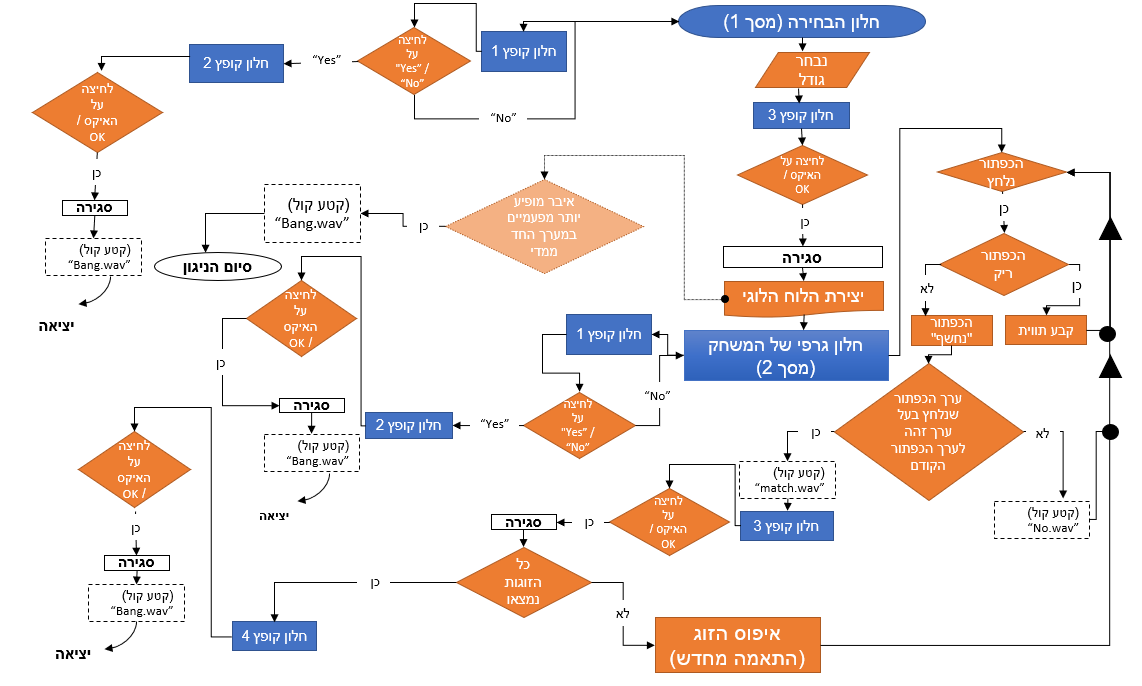 חלון הבחירה (מסך 1)
נבחר
גודל
חלון קופץ 3
לחיצה על
האיקס /
OK
כן
סגירה
יצירת הלוח הלוגי
חלון גרפי של המשחק
(מסך 2)
חלון קופץ 1
לחיצה
על
"Yes" /
“No”
“No”
“Yes”
חלון קופץ 2
לחיצה
על
האיקס /
OK
כן
סגירה
(קטע קול)
“Bang.wav”
יציאה
איבר מופיע
יותר מפעמיים
במערך החד
ממדי
כן
(קטע קול)
“Bang.wav”
סיום הניגון
חלון קופץ 1
לחיצה
על
"Yes" /
“No”
“No”
“Yes”
חלון קופץ 2
לחיצה
על
האיקס
OK /
כן
סגירה
(קטע קול)
“Bang.wav”
יציאה
הכפתור
נלחץ
כן
הכפתור
ריק
כן
קבע תווית
לא
הכפתור
"נחשף"
ערך הכפתור
שנלחץ בעל
ערך זהה
לערך הכפתור
הקודם
לא
(קטע קול)
“No.wav”
כן
(קטע קול)
“match.wav”
חלון קופץ 3
לחיצה
על
האיקס /
OK
כן
סגירה
כל
הזוגות
נמצאו
לא
איפוס הזוג
(התאמה מחדש)
כן
חלון קופץ 4
לחיצה
על
האיקס
OK /
כן
סגירה
(קטע קול)
“Bang.wav”
יציאה